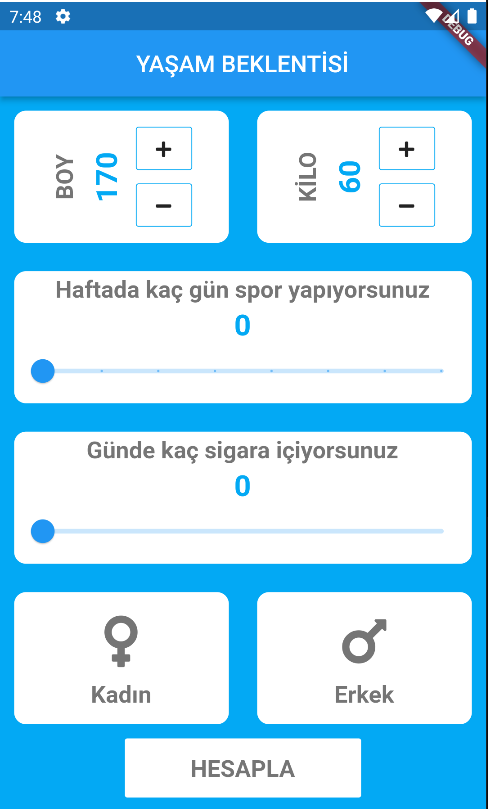 7:48
DEBUG
YAŞAM BEKLENTİSİ
BOY
170
+
−
KİLO
60
+
−
Haftada kaç gün spor yapıyorsunuz
0
Günde kaç sigara içiyorsunuz
0
Kadın
Erkek
HESAPLA